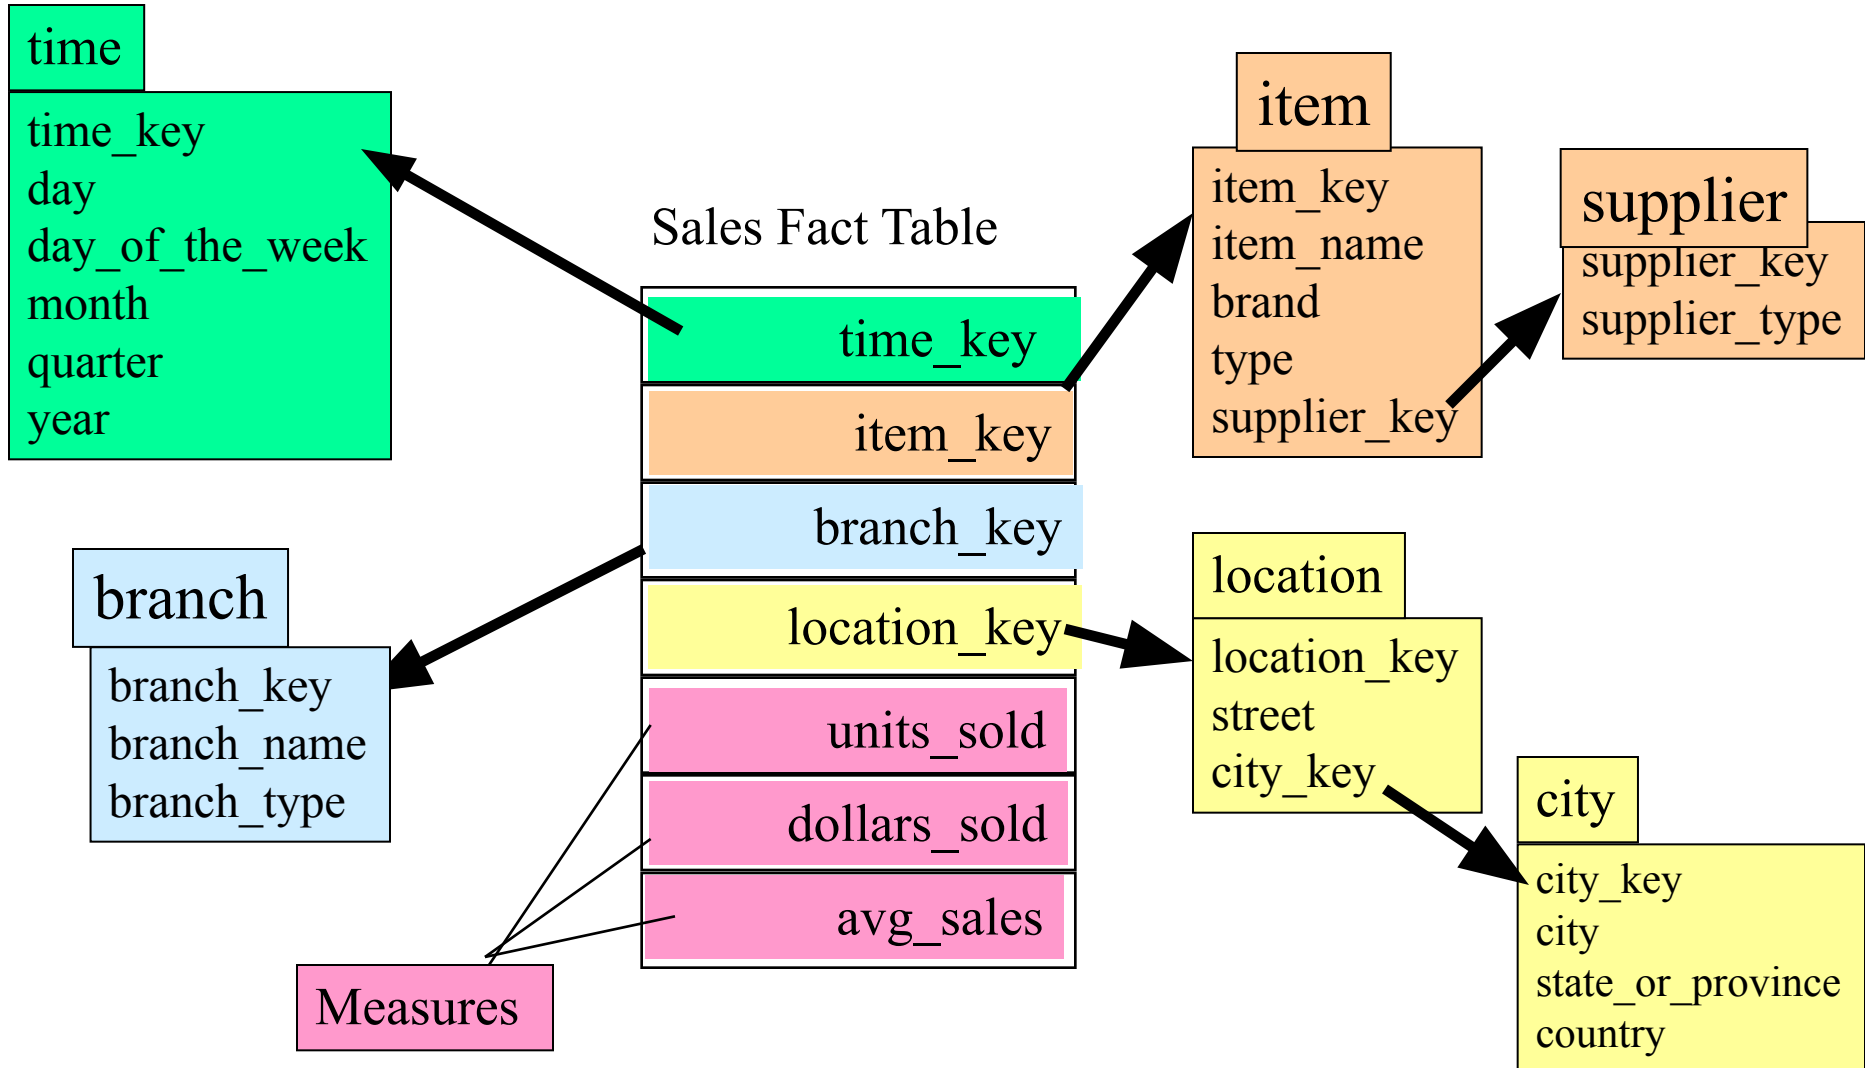 time
time_key
day
day_of_the_week
month
quarter
year
Sales Fact Table
time_key
item_key
branch_key
location_key
units_sold
dollars_sold
avg_sales
item
item_key
item_name
brand
type
supplier_key
supplier
supplier_key
supplier_type
branch
branch_key
branch_name
branch_type
location
location_key
street
city_key
city
city_key
city
state_or_province
country
Measures